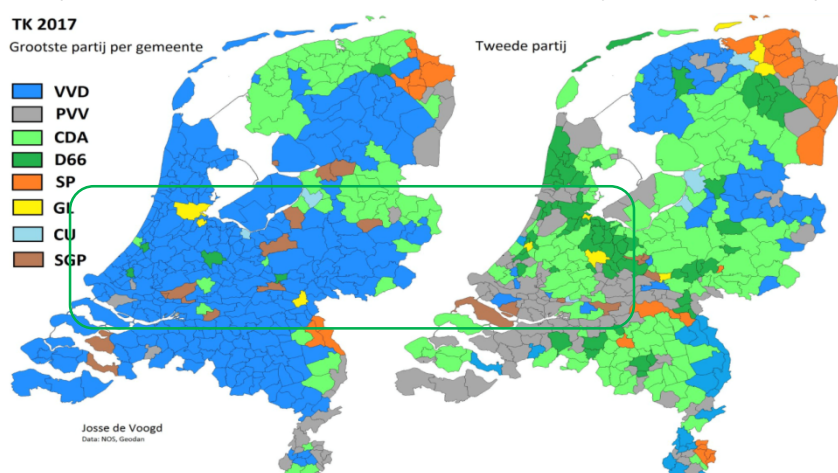 TK 2017
Grootste partij per gemeente
Tweede partij
VVD
PVV
CDA
D66
SP
GL
CU
SGP
Josse de Voogd
Data: NOS, Geodan